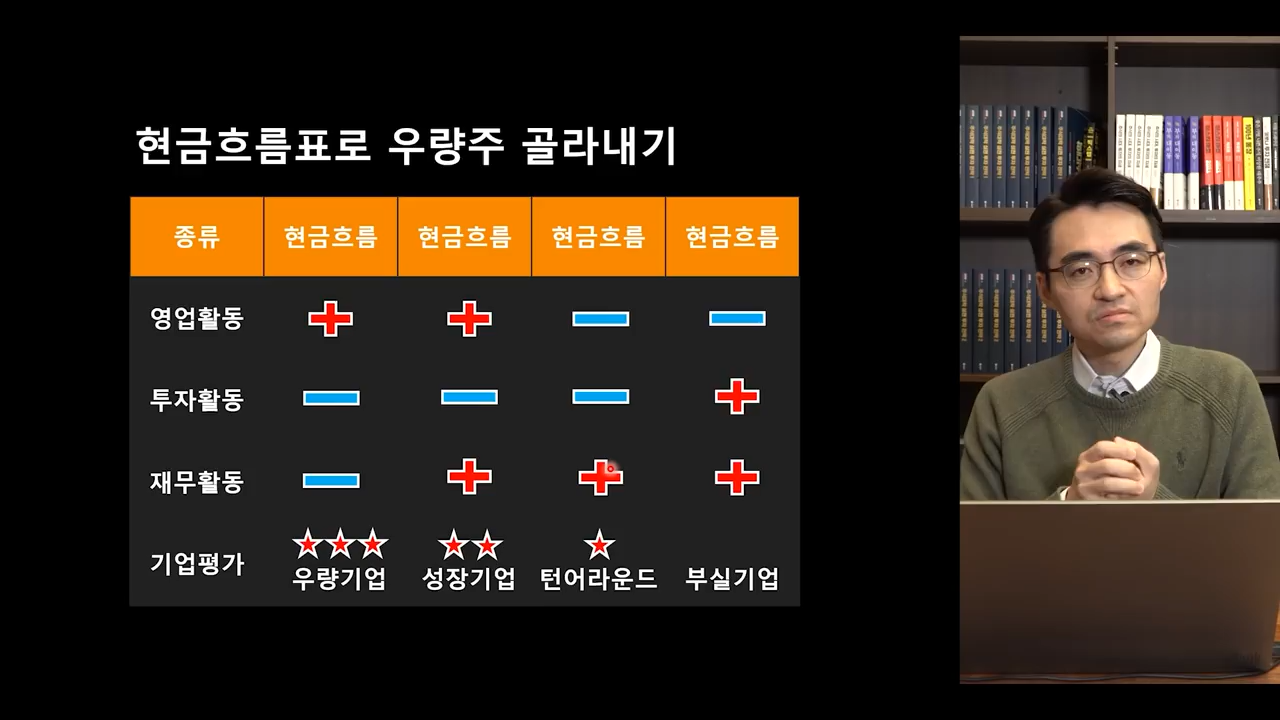 현금흐름표로 우량주 골라내기
종류 현금흐름 현금흐름 현금흐름 현금흐름
영업활동 + + - -
투자활동 - - - +
재무활동 - + + +
기업평가 ★★★ ★★ ★
우량기업 성장기업 턴어라운드 부실기업